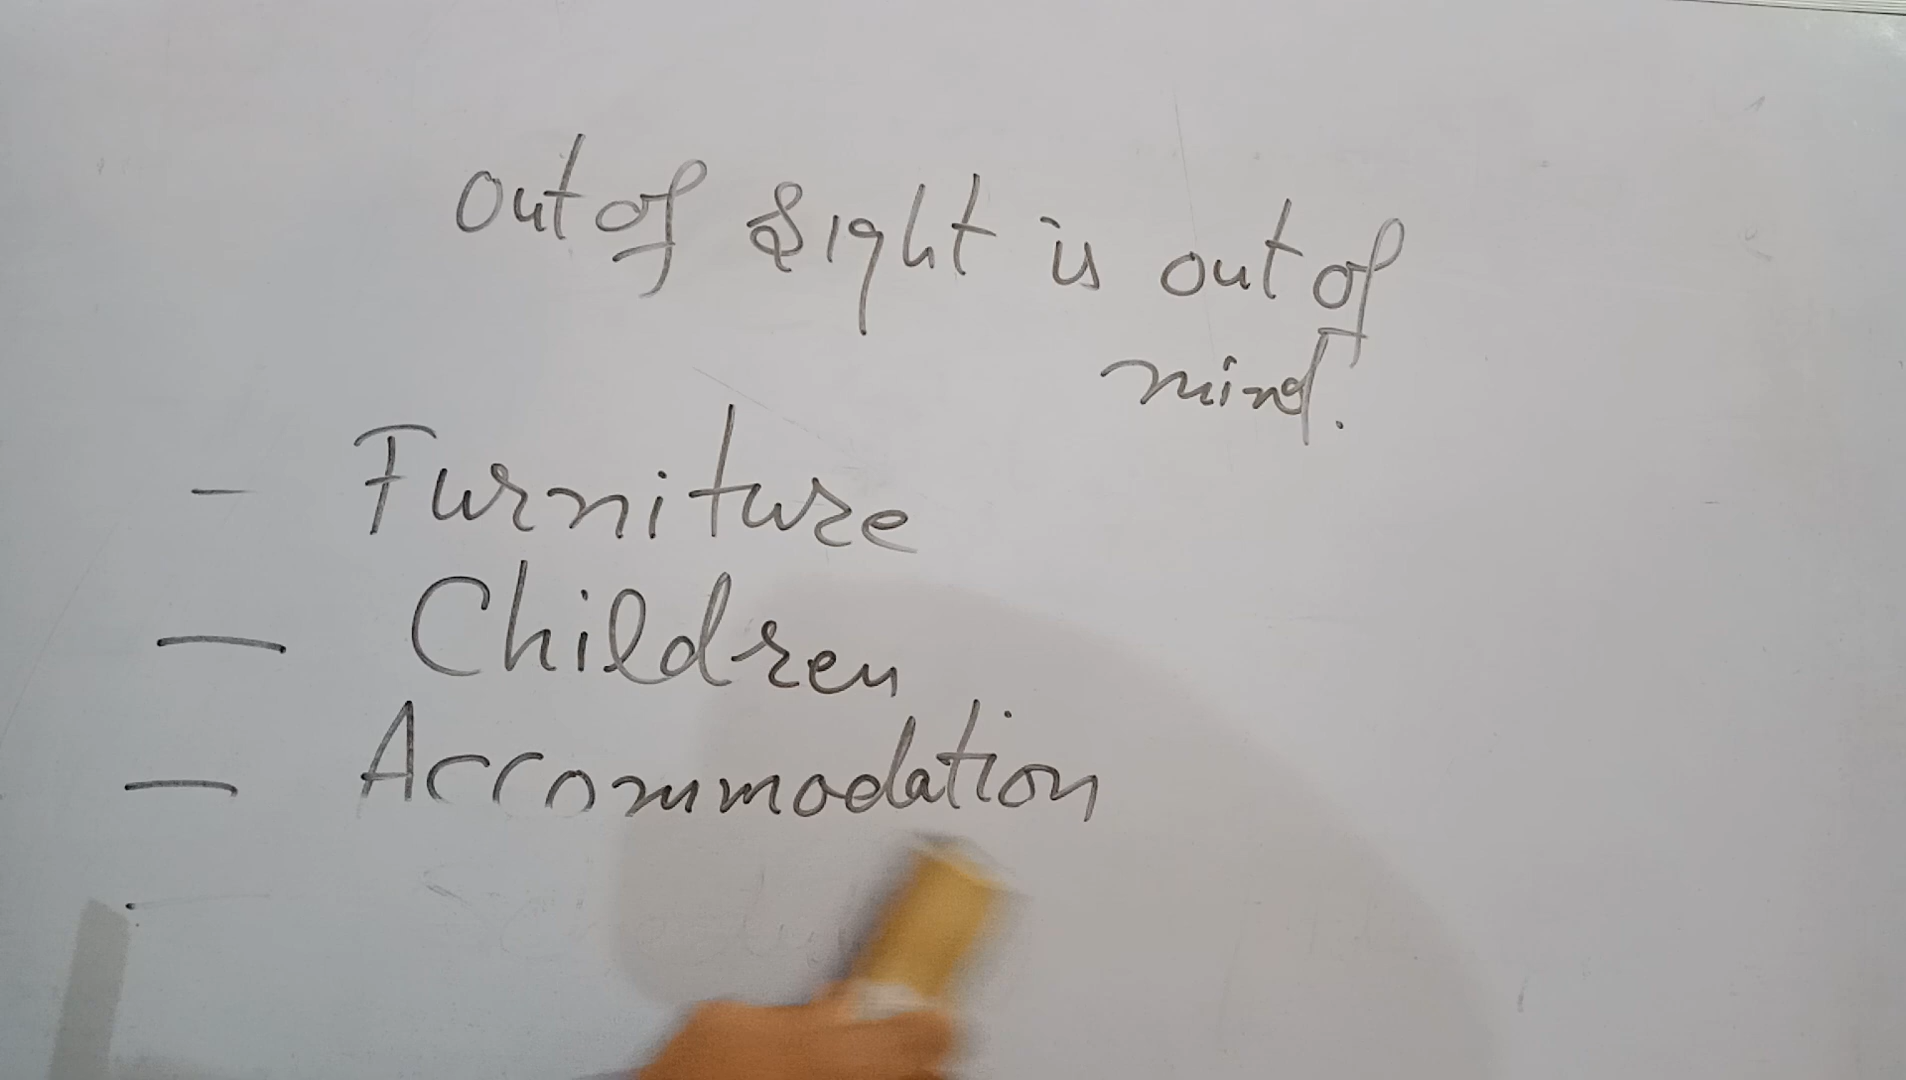 out of sight is out of
mind.
- Furniture
- Children
- Accommodation